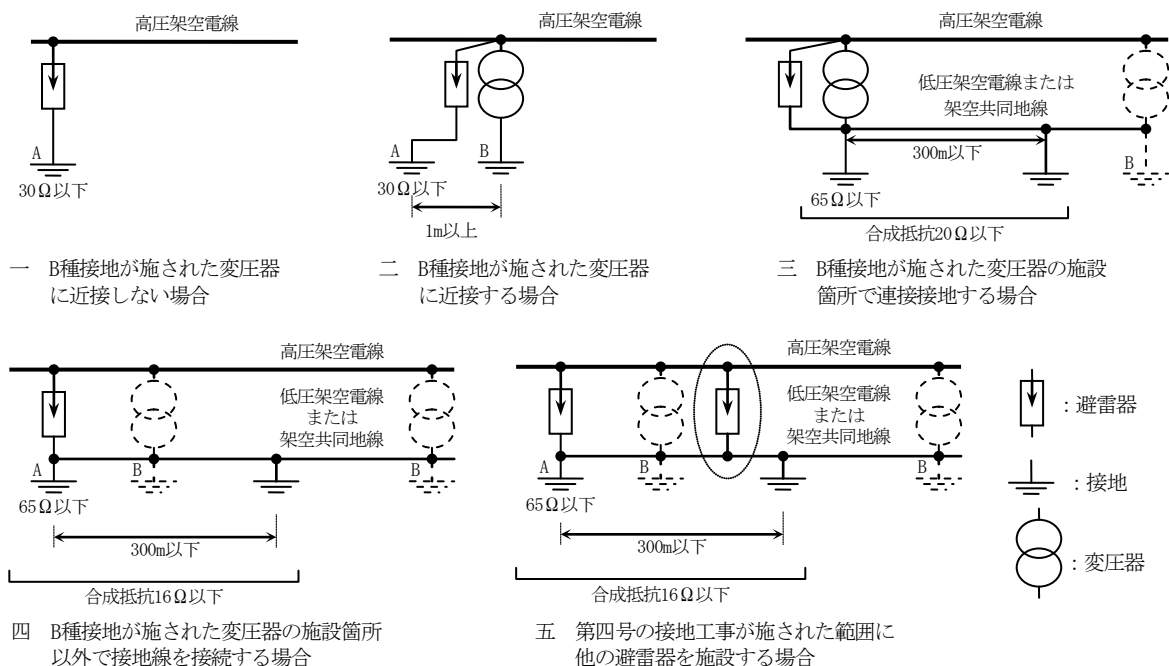 高圧架空電線
A
30Ω以下
一 B種接地が施された変圧器
に近接しない場合
高圧架空電線
A
B
30Ω以下
1m以上
二 B種接地が施された変圧器
に近接する場合
高圧架空電線
低圧架空電線または
架空共同地線
300m以下
B
65Ω以下
合成抵抗20Ω以下
三 B種接地が施された変圧器の施設
箇所で連接接地する場合
高圧架空電線
低圧架空電線
または
架空共同地線
A
B
B
65Ω以下
300m以下
合成抵抗16Ω以下
四 B種接地が施された変圧器の施設箇所
以外で接地線を接続する場合
高圧架空電線
低圧架空電線
または
架空共同地線
A
B
B
65Ω以下
300m以下
合成抵抗16Ω以下
五 第四号の接地工事が施された範囲に
他の避雷器を施設する場合
：避雷器
：接地
：変圧器